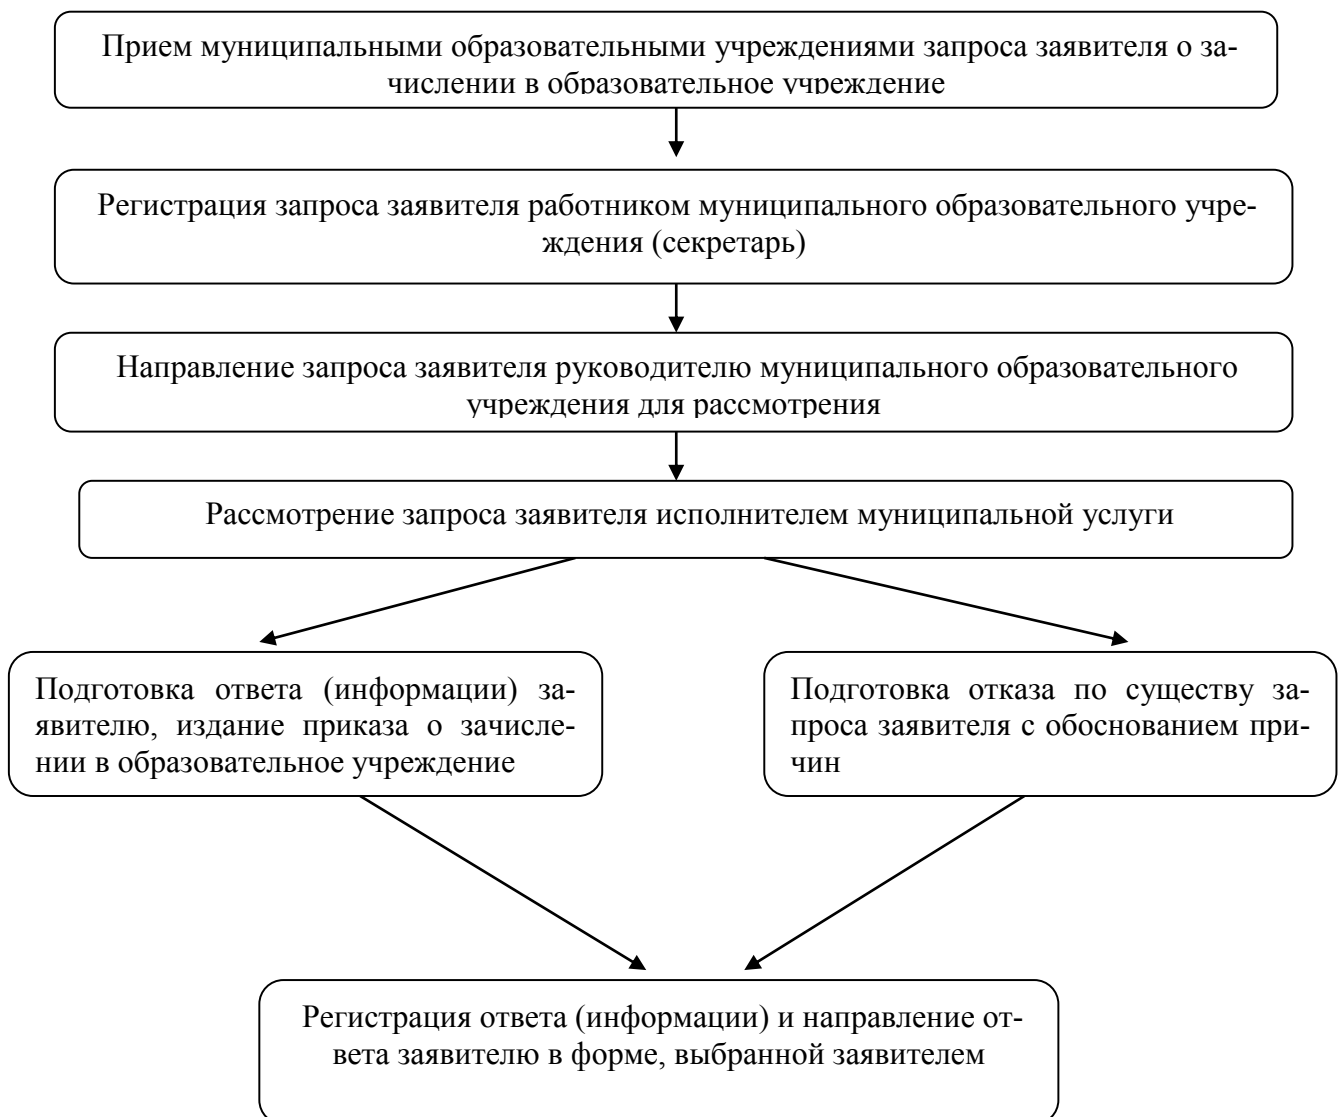 Прием муниципальными образовательными учреждениями запроса заявителя о за-
числении в образовательное учреждение
Регистрация запроса заявителя работником муниципального образовательного учре-
ждения (секретарь)
Направление запроса заявителя руководителю муниципального образовательного
учреждения для рассмотрения
Рассмотрение запроса заявителя исполнителем муниципальной услуги
Подготовка ответа (информации) за-
явителю, издание приказа о зачисле-
нии в образовательное учреждение
Подготовка отказа по существу за-
проса заявителя с обоснованием при-
чин
Регистрация ответа (информации) и направление от-
вета заявителю в форме, выбранной заявителем